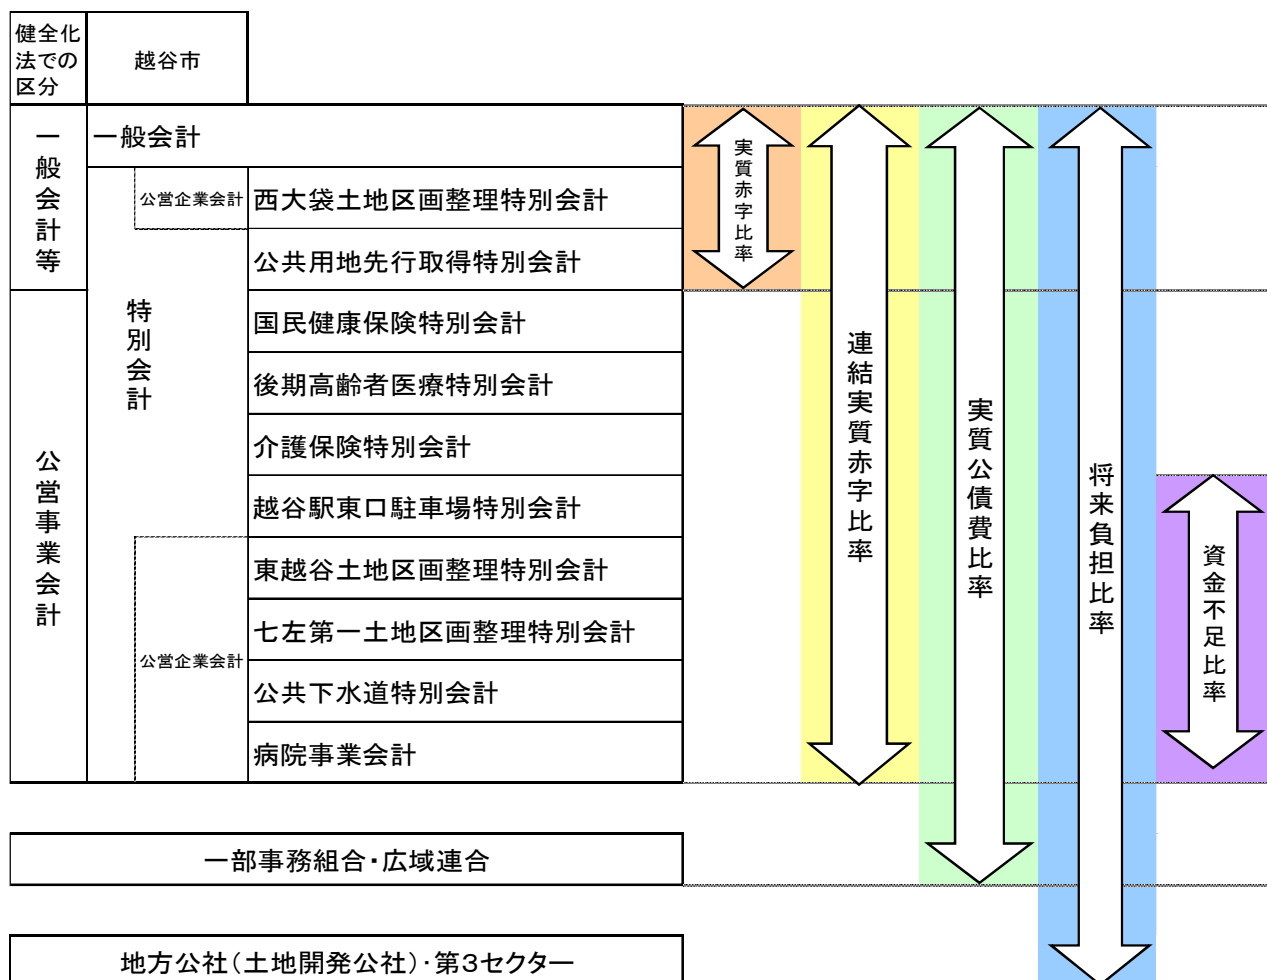 健全化
法での
区分
越谷市
一般会計等
一般会計
特別会計
公営企業会計
西大袋土地区画整理特別会計
公共用地先行取得特別会計
公営事業会計
国民健康保険特別会計
後期高齢者医療特別会計
介護保険特別会計
越谷駅東口駐車場特別会計
公営企業会計
東越谷土地区画整理特別会計
七左第一土地区画整理特別会計
公共下水道特別会計
病院事業会計
実質赤字比率
連結実質赤字比率
実質公債費比率
将来負担比率
資金不足比率
一部事務組合・広域連合
地方公社（土地開発公社）・第3セクター